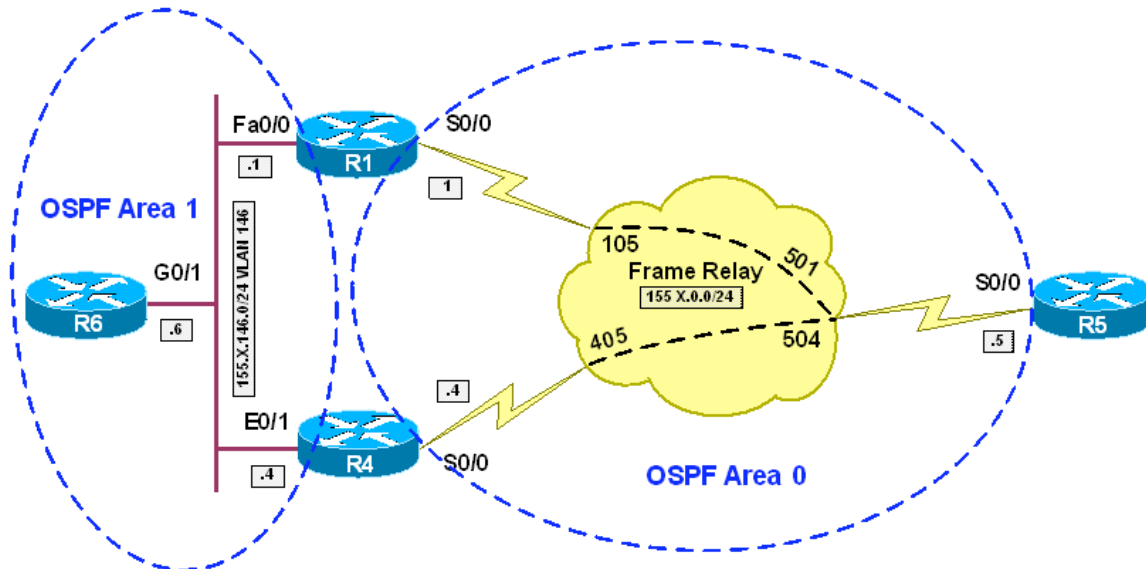 Fa0/0
S0/0
.1
R1
1
OSPF Area 1
155.X.146.0/24 VLAN 146
G0/1
R6
.6
105
501
Frame Relay
155 X.0.0/24
S0/0
R5
.5
405
504
.4
E0/1
R4
.4
S0/0
OSPF Area 0